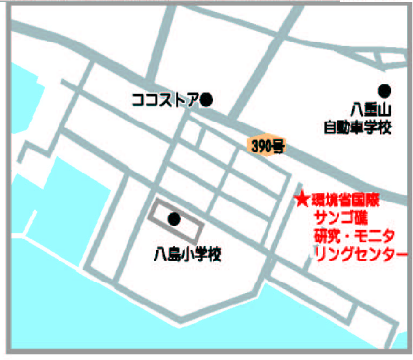 ココストア
八重山
自動車学校
390号
★環境省国際
サンゴ礁
研究・モニタ
リングセンター
八島小学校